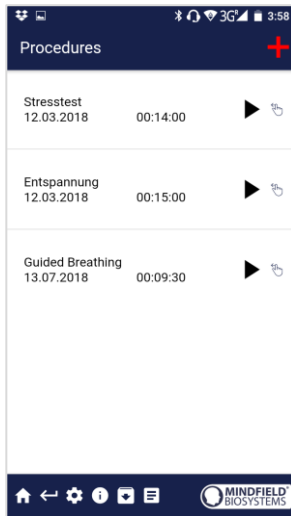 3G 3:58
Procedures
Stresstest
12.03.2018 00:14:00
Entspannung
12.03.2018 00:15:00
Guided Breathing
13.07.2018 00:09:30
MINDFIELD®
BIOSYSTEMS